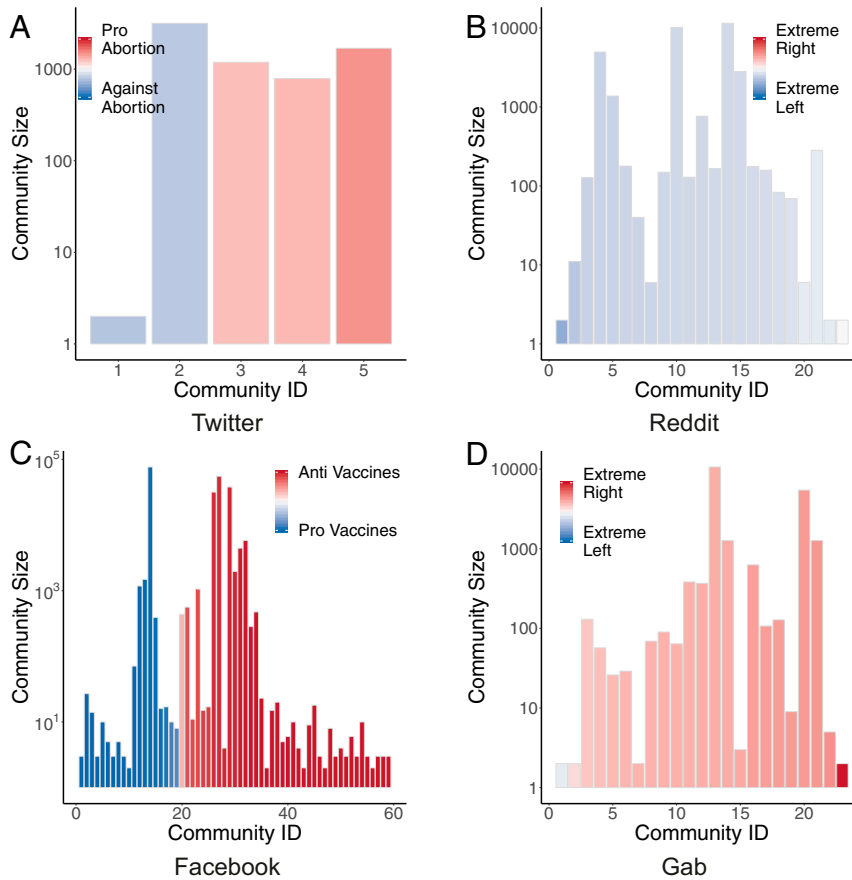 A
Pro
Abortion
Against
Abortion
Community Size
1000
100
10
1
1 2 3 4 5
Community ID
Twitter
B
Extreme
Right
Extreme
Left
Community Size
10000
1000
100
10
1
0 5 10 15 20
Community ID
Reddit
C
Anti Vaccines
Pro Vaccines
Community Size
10^5
10^3
10^1
0 20 40 60
Community ID
Facebook
D
Extreme
Right
Extreme
Left
Community Size
10000
1000
100
10
1
0 5 10 15 20
Community ID
Gab